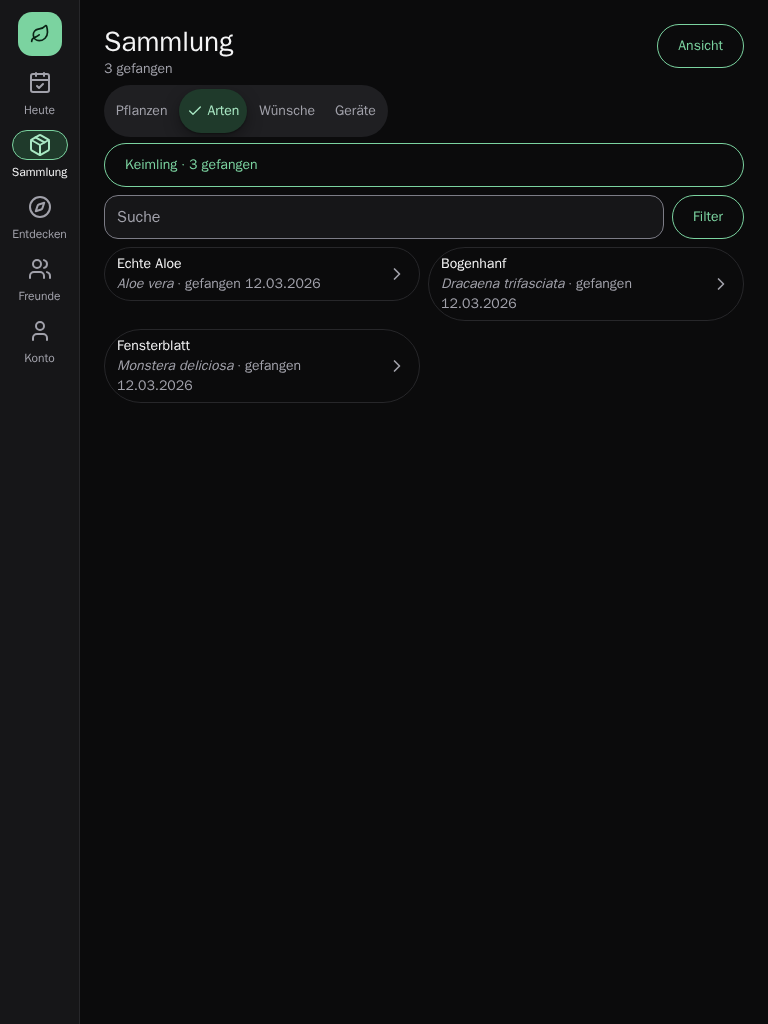 Sammlung
3 gefangen
Ansicht
Pflanzen
Arten
Wünsche
Geräte
Keimling · 3 gefangen
Suche
Filter
Echte Aloe
Aloe vera · gefangen 12.03.2026
Bogenhanf
Dracaena trifasciata · gefangen
12.03.2026
Fensterblatt
Monstera deliciosa · gefangen
12.03.2026
Heute
Sammlung
Entdecken
Freunde
Konto